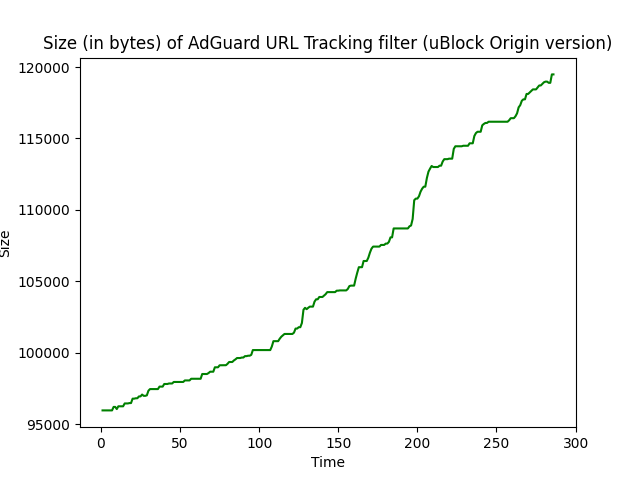 Size (in bytes) of AdGuard URL Tracking filter (uBlock Origin version)
120000
115000
110000
105000
100000
95000
Size
0 50 100 150 200 250 300
Time